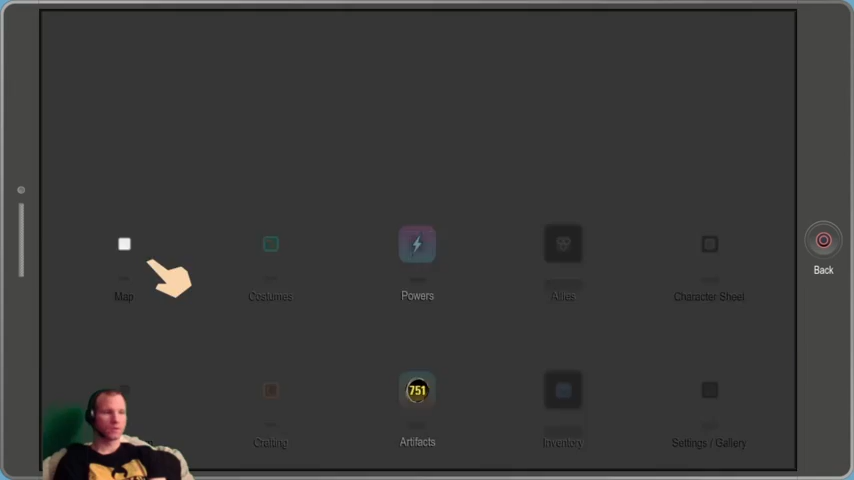 Back
Map
Costumes
Powers
Allies
Character Sheet
751
Crafting
Artifacts
Inventory
Settings / Gallery